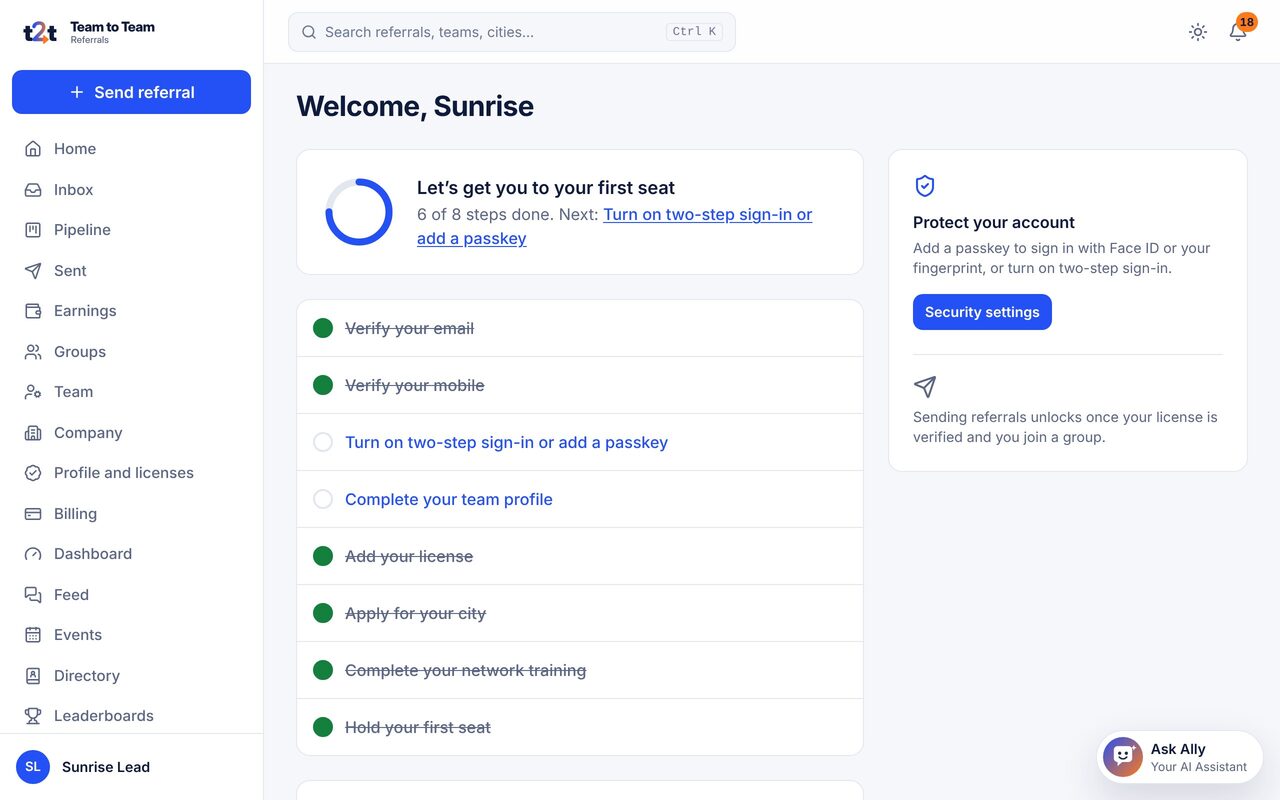 t2t
Team to Team
Referrals
Search referrals, teams, cities...
Ctrl K
18
Send referral
Home
Inbox
Pipeline
Sent
Earnings
Groups
Team
Company
Profile and licenses
Billing
Dashboard
Feed
Events
Directory
Leaderboards
SL
Sunrise Lead
Welcome, Sunrise
Let’s get you to your first seat
6 of 8 steps done. Next: Turn on two-step sign-in or
add a passkey
Verify your email
Verify your mobile
Turn on two-step sign-in or add a passkey
Complete your team profile
Add your license
Apply for your city
Complete your network training
Hold your first seat
Protect your account
Add a passkey to sign in with Face ID or your
fingerprint, or turn on two-step sign-in.
Security settings
Sending referrals unlocks once your license is
verified and you join a group.
Ask Ally
Your AI Assistant